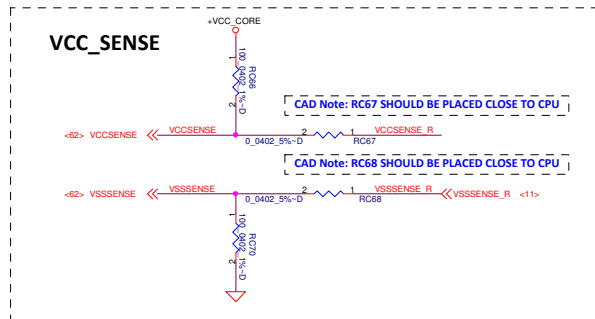 +VCC_CORE
VCC_SENSE
1
100_0402_1%~D
RC66
2
CAD Note: RC67 SHOULD BE PLACED CLOSE TO CPU
<62> VCCSENSE
VCCSENSE
2
1
VCCSENSE_R
0_0402_5%~D
RC67
CAD Note: RC68 SHOULD BE PLACED CLOSE TO CPU
<62> VSSSENSE
VSSSENSE
2
1
VSSSENSE_R
VSSSENSE_R <11>
0_0402_5%~D
RC68
1
100_0402_1%~D
RC70
2